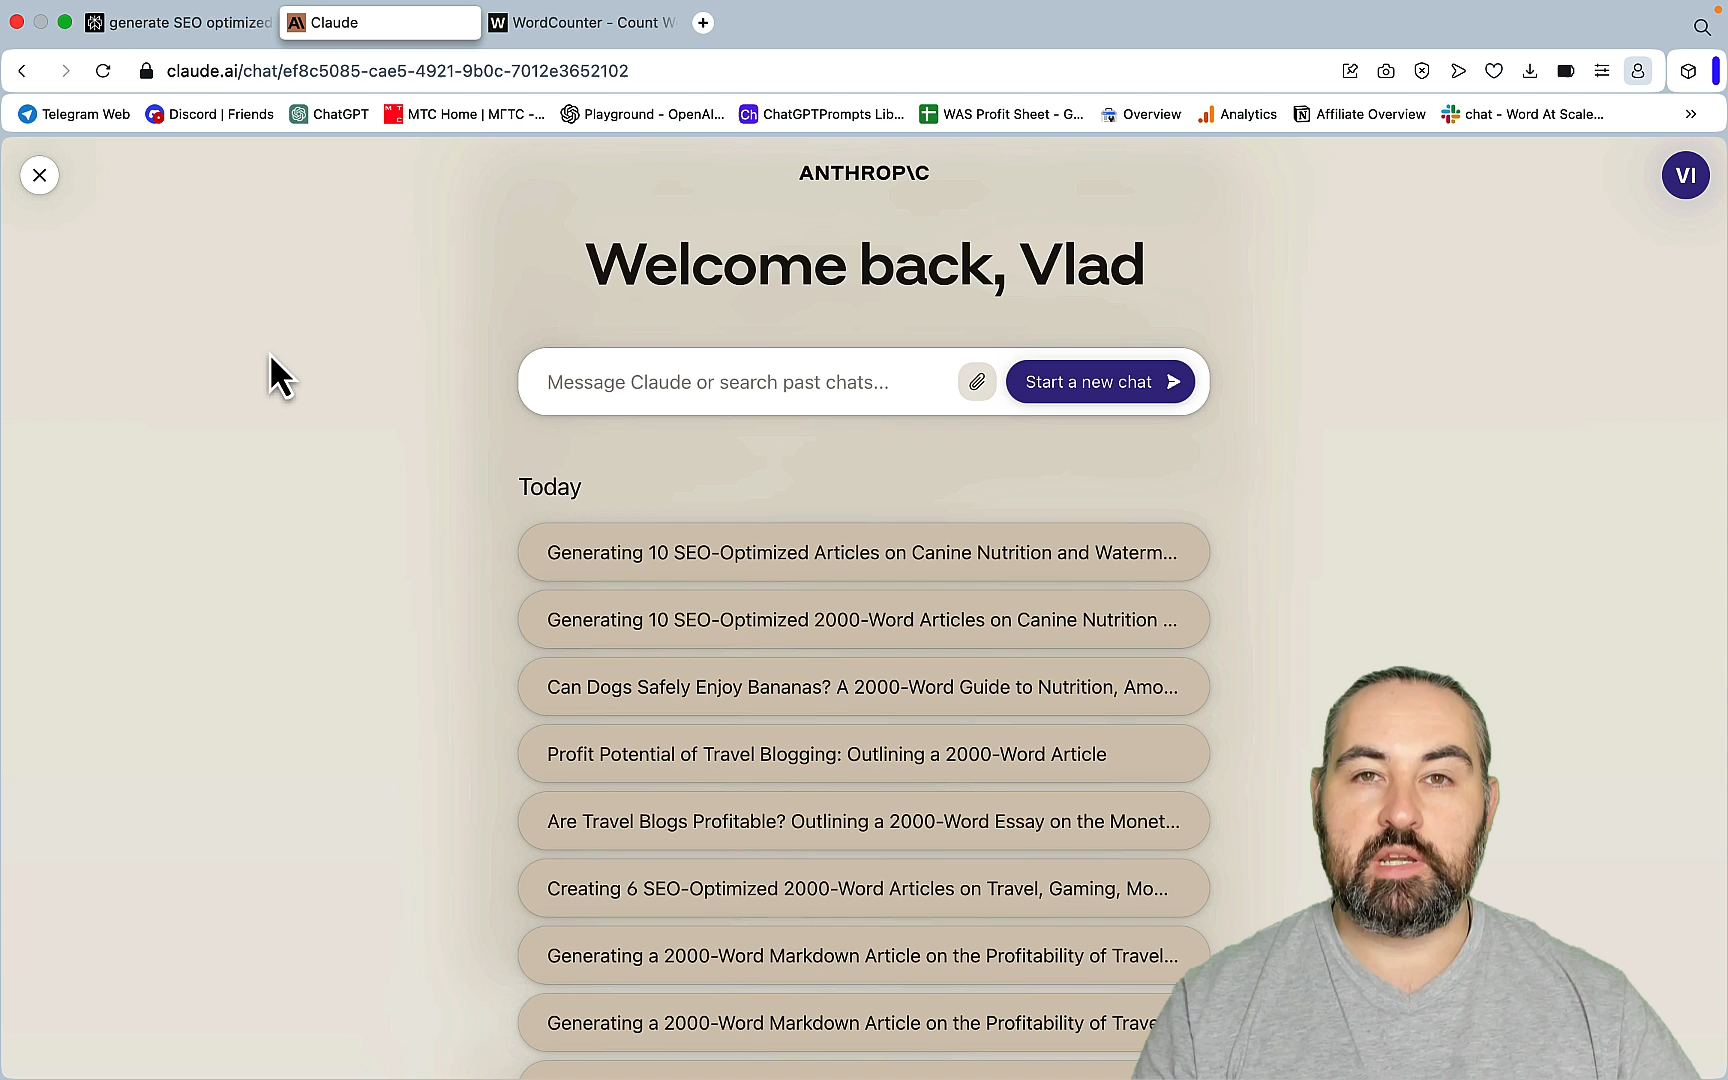 generate SEO optimized
Claude
WordCounter - Count W
claude.ai/chat/ef8c5085-cae5-4921-9b0c-7012e3652102
Telegram Web
Discord | Friends
ChatGPT
МТС Home | МГТС -...
Playground - OpenAI...
Ch ChatGPTPrompts Lib...
WAS Profit Sheet - G...
Overview
Analytics
Affiliate Overview
chat - Word At Scale...
ANTHROP\C
VI
Welcome back, Vlad
Message Claude or search past chats...
Start a new chat
Today
Generating 10 SEO-Optimized Articles on Canine Nutrition and Waterm...
Generating 10 SEO-Optimized 2000-Word Articles on Canine Nutrition ...
Can Dogs Safely Enjoy Bananas? A 2000-Word Guide to Nutrition, Amo...
Profit Potential of Travel Blogging: Outlining a 2000-Word Article
Are Travel Blogs Profitable? Outlining a 2000-Word Essay on the Monet...
Creating 6 SEO-Optimized 2000-Word Articles on Travel, Gaming, Mo...
Generating a 2000-Word Markdown Article on the Profitability of Travel...
Generating a 2000-Word Markdown Article on the Profitability of Trave